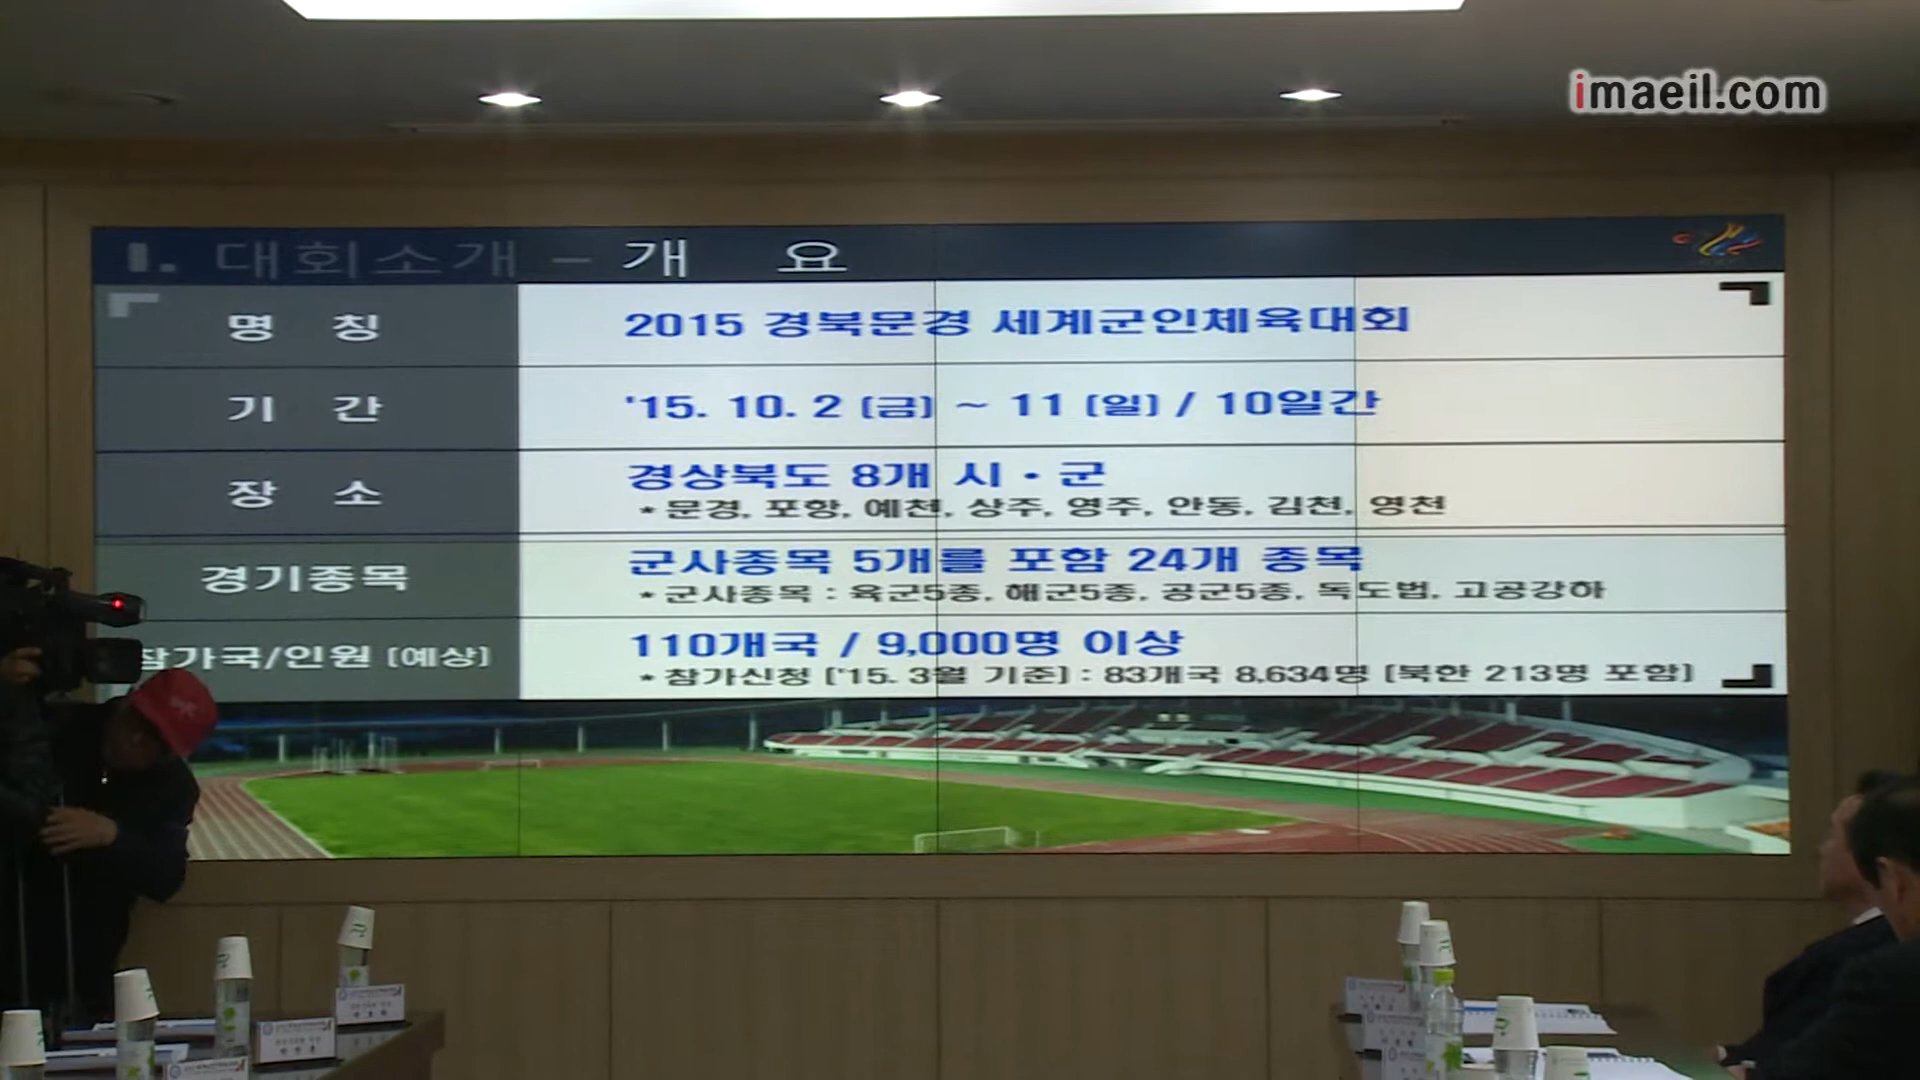 imaeil.com
I. 대회소개 - 개 요
명 칭
2015 경북문경 세계군인체육대회
기 간
'15. 10. 2 (금) ~ 11 (일) / 10일간
장 소
경상북도 8개 시·군
* 문경, 포항, 예천, 상주, 영주, 안동, 김천, 영천
경기종목
군사종목 5개를 포함 24개 종목
* 군사종목 : 육군5종, 해군5종, 공군5종, 독도법, 고공강하
참가국/인원 (예상)
110개국 / 9,000명 이상
* 참가신청 ('15. 3월 기준) : 83개국 8,634명 (북한 213명 포함)